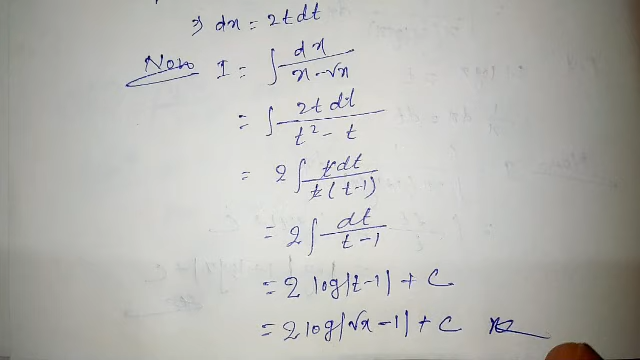 ⇒ dx = 2t dt
Now I = ∫ dx / x - √x
= ∫ 2t dt / t² - t
= 2 ∫ t dt / t (t-1)
= 2 ∫ dt / t - 1
= 2 log|t-1| + C
= 2 log|√x - 1| + C